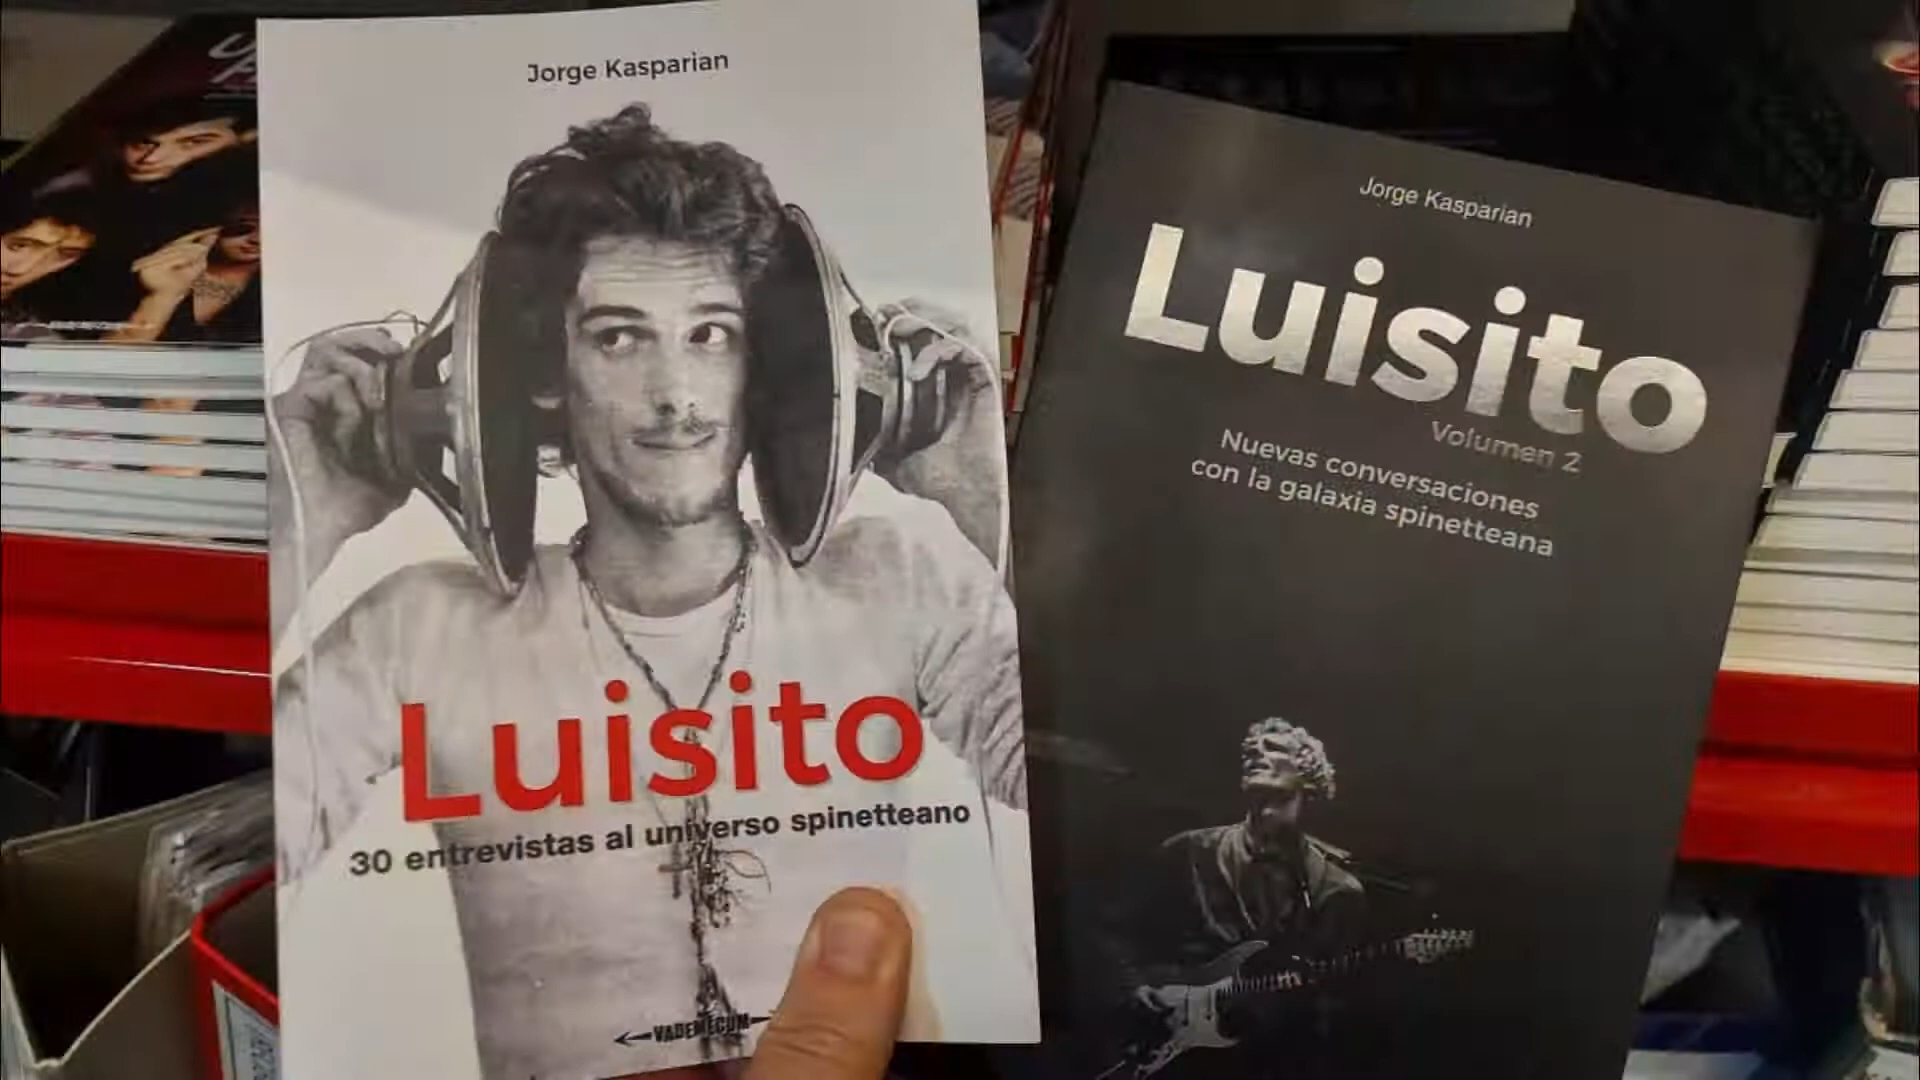 Jorge Kasparian
Luisito
30 entrevistas al universo spinetteano
VADEMECUM
Jorge Kasparian
Luisito
Volumen 2
Nuevas conversaciones
con la galaxia spinetteana